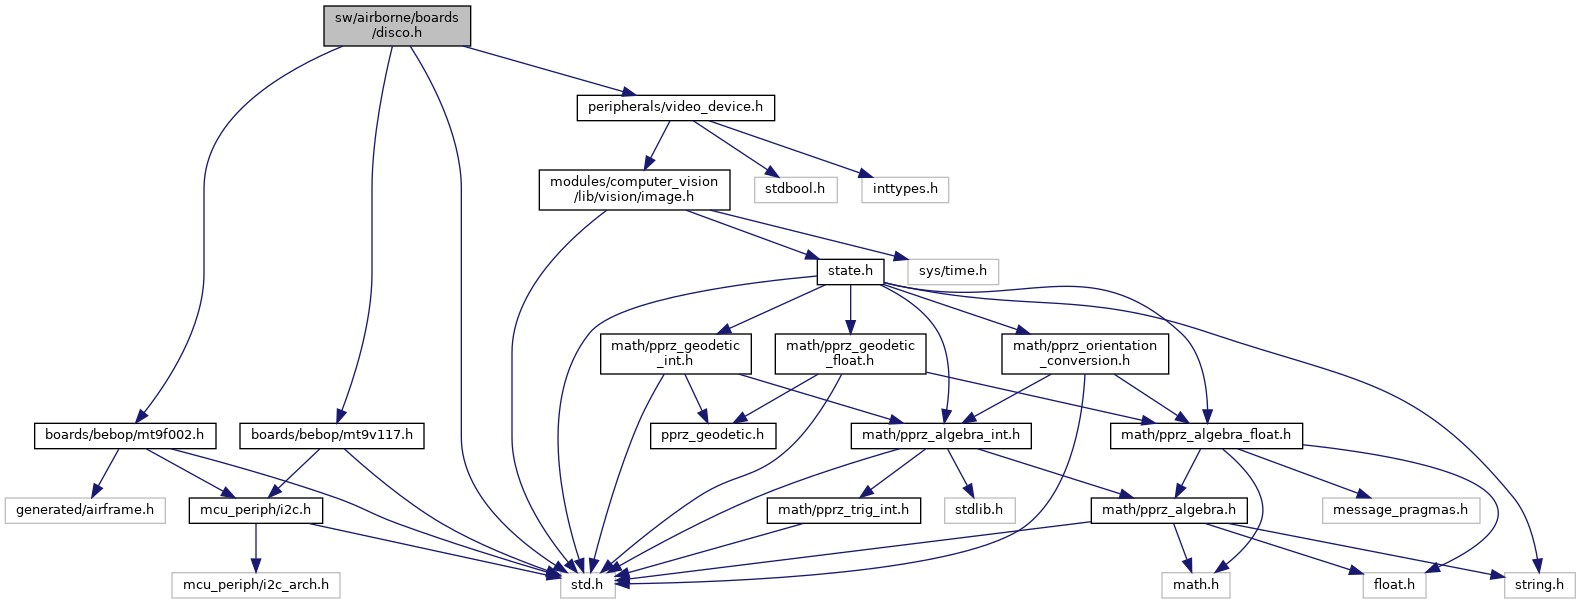 sw/airborne/boards
/disco.h
peripherals/video_device.h
modules/computer_vision
/lib/vision/image.h
stdbool.h
inttypes.h
state.h
sys/time.h
math/pprz_geodetic
_int.h
math/pprz_geodetic
_float.h
math/pprz_orientation
_conversion.h
boards/bebop/mt9f002.h
boards/bebop/mt9v117.h
pprz_geodetic.h
math/pprz_algebra_int.h
math/pprz_algebra_float.h
generated/airframe.h
mcu_periph/i2c.h
math/pprz_trig_int.h
stdlib.h
math/pprz_algebra.h
message_pragmas.h
mcu_periph/i2c_arch.h
std.h
math.h
float.h
string.h